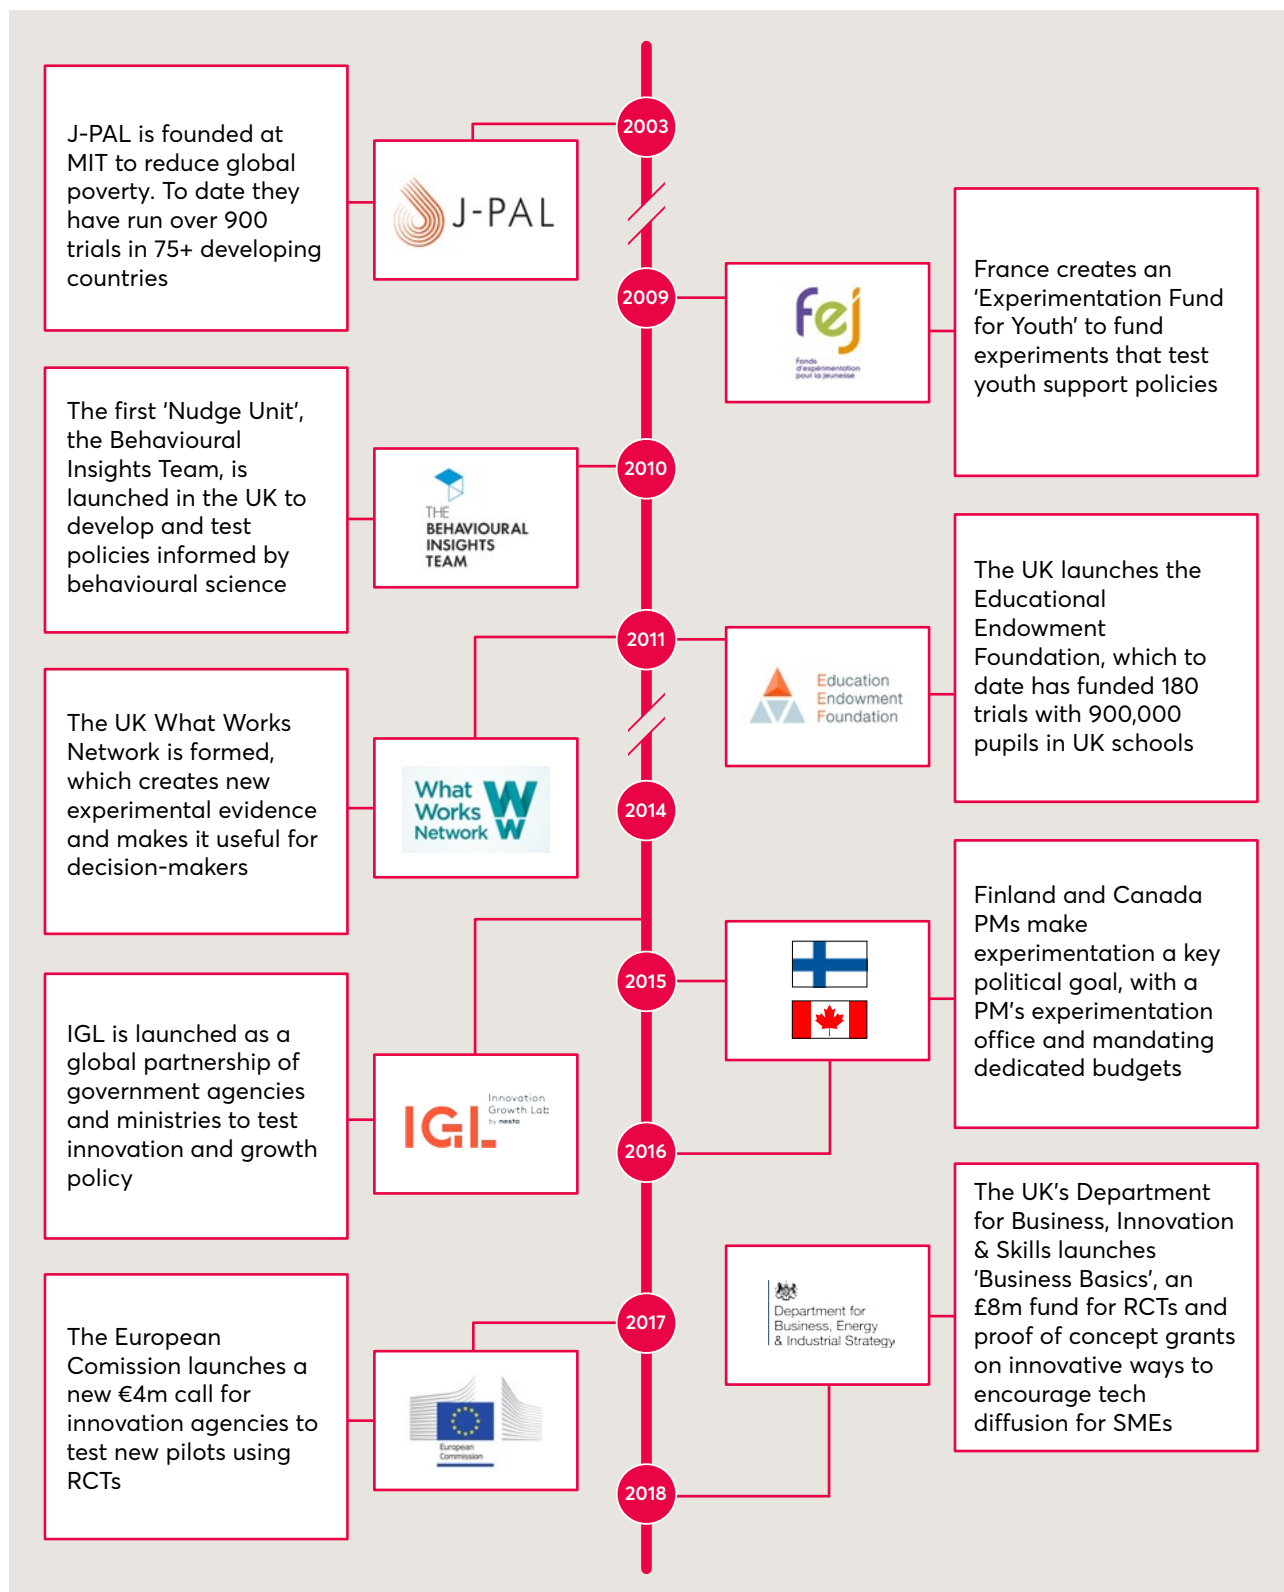 2003
J-PAL is founded at
MIT to reduce global
poverty. To date they
have run over 900
trials in 75+ developing
countries
J-PAL
2009
fej
Fonds
d'expérimentation
pour la jeunesse
France creates an
‘Experimentation Fund
for Youth’ to fund
experiments that test
youth support policies
The first ‘Nudge Unit’,
the Behavioural
Insights Team, is
launched in the UK to
develop and test
policies informed by
behavioural science
THE
BEHAVIOURAL
INSIGHTS
TEAM
2010
2011
Education
Endowment
Foundation
The UK launches the
Educational
Endowment
Foundation, which to
date has funded 180
trials with 900,000
pupils in UK schools
The UK What Works
Network is formed,
which creates new
experimental evidence
and makes it useful for
decision-makers
What
Works
Network
W
W
2014
2015
Finland and Canada
PMs make
experimentation a key
political goal, with a
PM’s experimentation
office and mandating
dedicated budgets
IGL is launched as a
global partnership of
government agencies
and ministries to test
innovation and growth
policy
IGL
Innovation
Growth Lab
by nesta
2016
The UK’s Department
for Business, Innovation
& Skills launches
‘Business Basics’, an
£8m fund for RCTs and
proof of concept grants
on innovative ways to
encourage tech
diffusion for SMEs
Department for
Business, Energy
& Industrial Strategy
2017
The European
Comission launches a
new €4m call for
innovation agencies to
test new pilots using
RCTs
European
Commission
2018